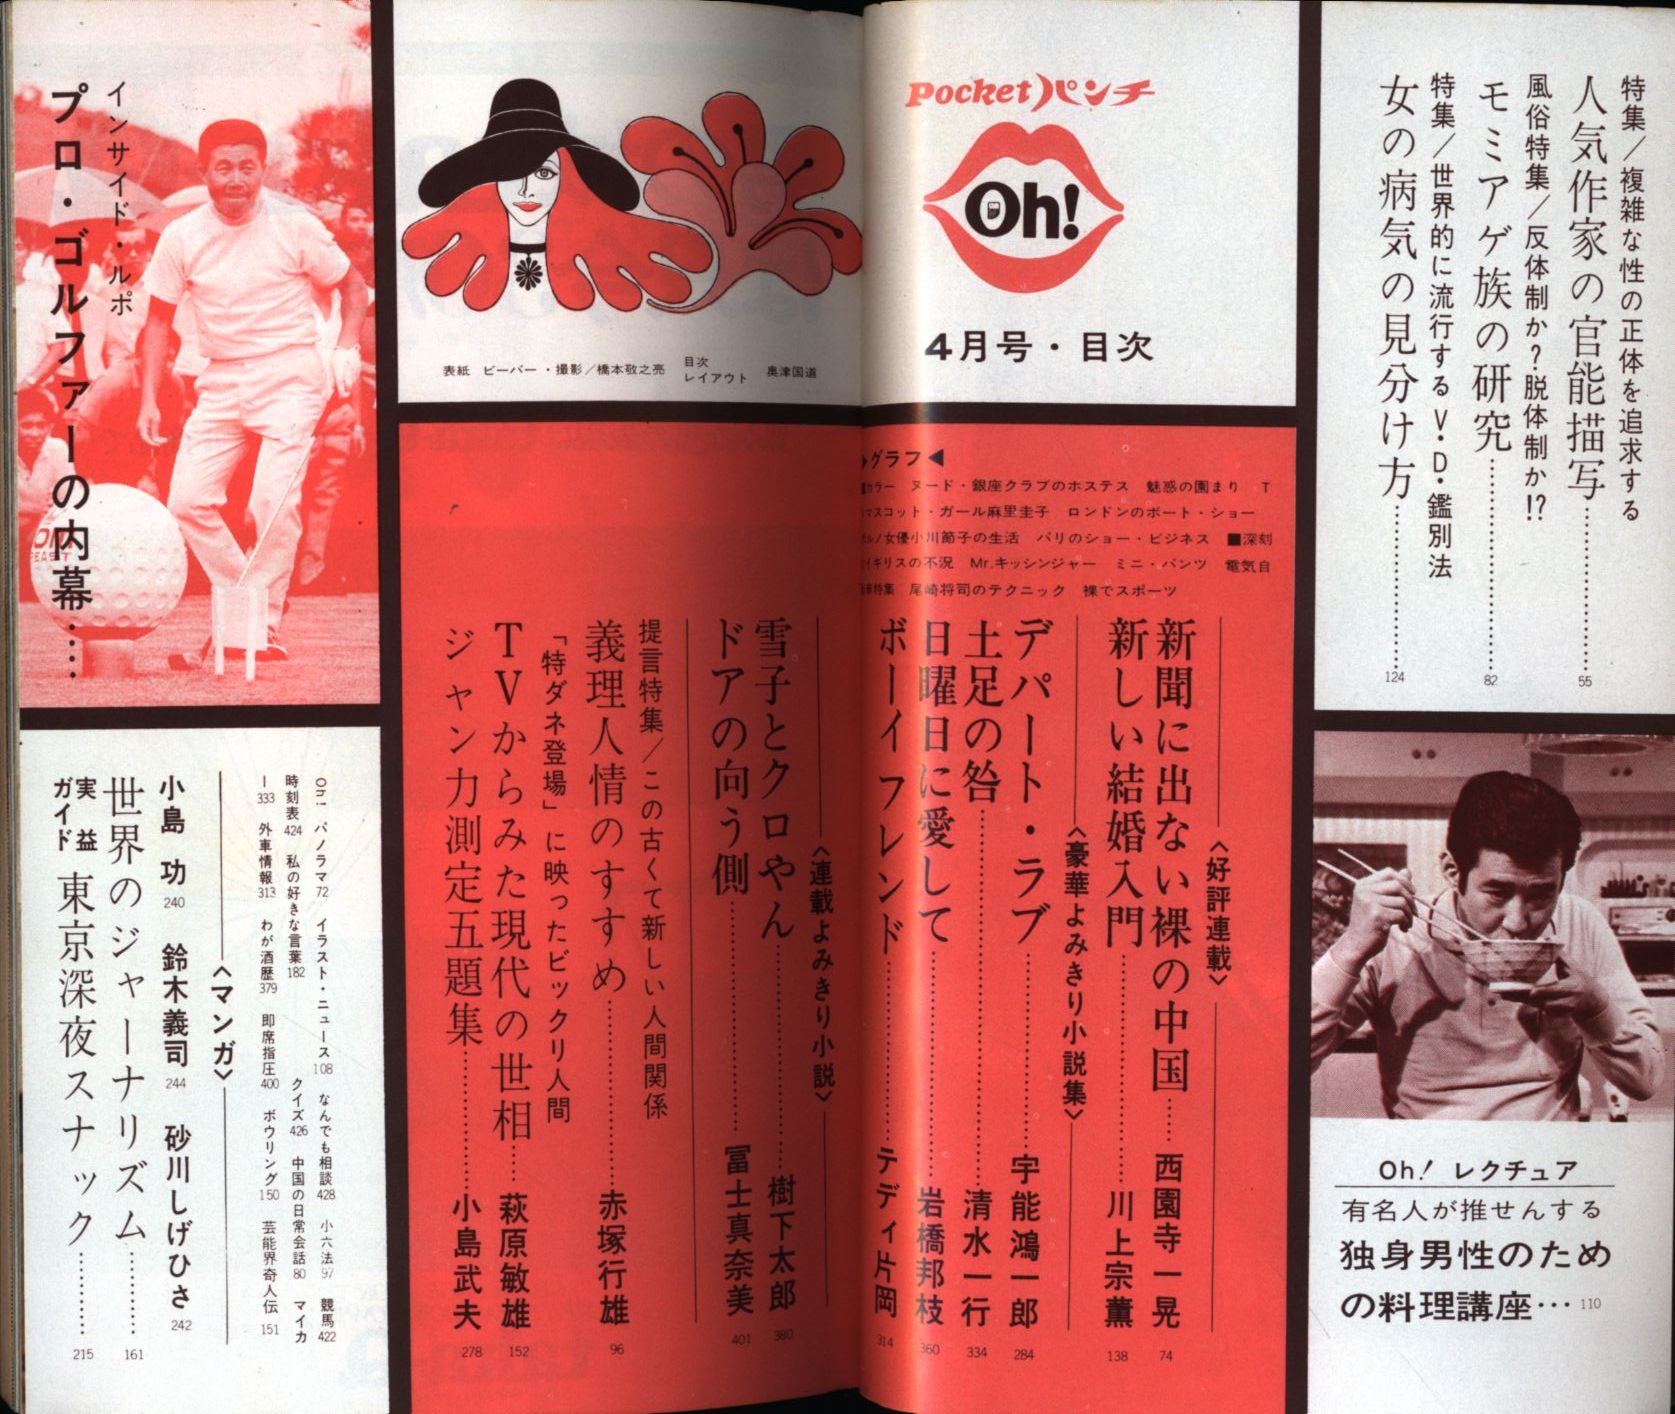 特集／複雑な性の正体を追求する
人気作家の官能描写…………55
風俗特集／反体制か？脱体制か!?
モミアゲ族の研究…………82
特集／世界的に流行するV・D・鑑別法
女の病気の見分け方…………124
Pocketパンチ
Oh!
4月号・目次
表紙 ビーバー・撮影／橋本敬之亮
目次
レイアウト 奥津国道
インサイド・ルポ
プロ・ゴルファーの内幕……
グラフ◀
カラー ヌード・銀座クラブのホステス 魅惑の園まり T
マスコット・ガール麻里圭子 ロンドンのボート・ショー
ルノ女優小川節子の生活 パリのショー・ビジネス ■深刻
イギリスの不況 Mr.キッシンジャー ミニ・パンツ 電気自
特集 尾崎将司のテクニック 裸でスポーツ
〈好評連載〉
新聞に出ない裸の中国……西園寺一晃 74
新しい結婚入門…………川上宗薫 138
〈豪華よみきり小説集〉
デパート・ラブ…………宇能鴻一郎 284
土足の咎…………清水一行 334
日曜日に愛して…………岩橋邦枝 360
ボーイフレンド…………テディ片岡 314
〈連載よみきり小説〉
雪子とクロやん…………樹下太郎 380
ドアの向う側…………冨士真奈美 401
提言特集／この古くて新しい人間関係
義理人情のすすめ…………赤塚行雄 96
「特ダネ登場」に映ったビックリ人間
TVからみた現代の世相……萩原敏雄 152
ジャン力測定五題集…………小島武夫 278
Oh! レクチュア
有名人が推せんする
独身男性のため
の料理講座…110
Oh! パノラマ72 イラスト・ニュース108 なんでも相談428 小六法97 競馬422
時刻表424 私の好きな言葉182 クイズ426 中国の日常会話80 マイカ
ー333 外車情報313 わが酒歴379 即席指圧400 ボウリング150 芸能界奇人伝151
〈マンガ〉
小島 功240 鈴木義司244 砂川しげひさ242
世界のジャーナリズム…………161
実益
ガイド 東京深夜スナック…………215